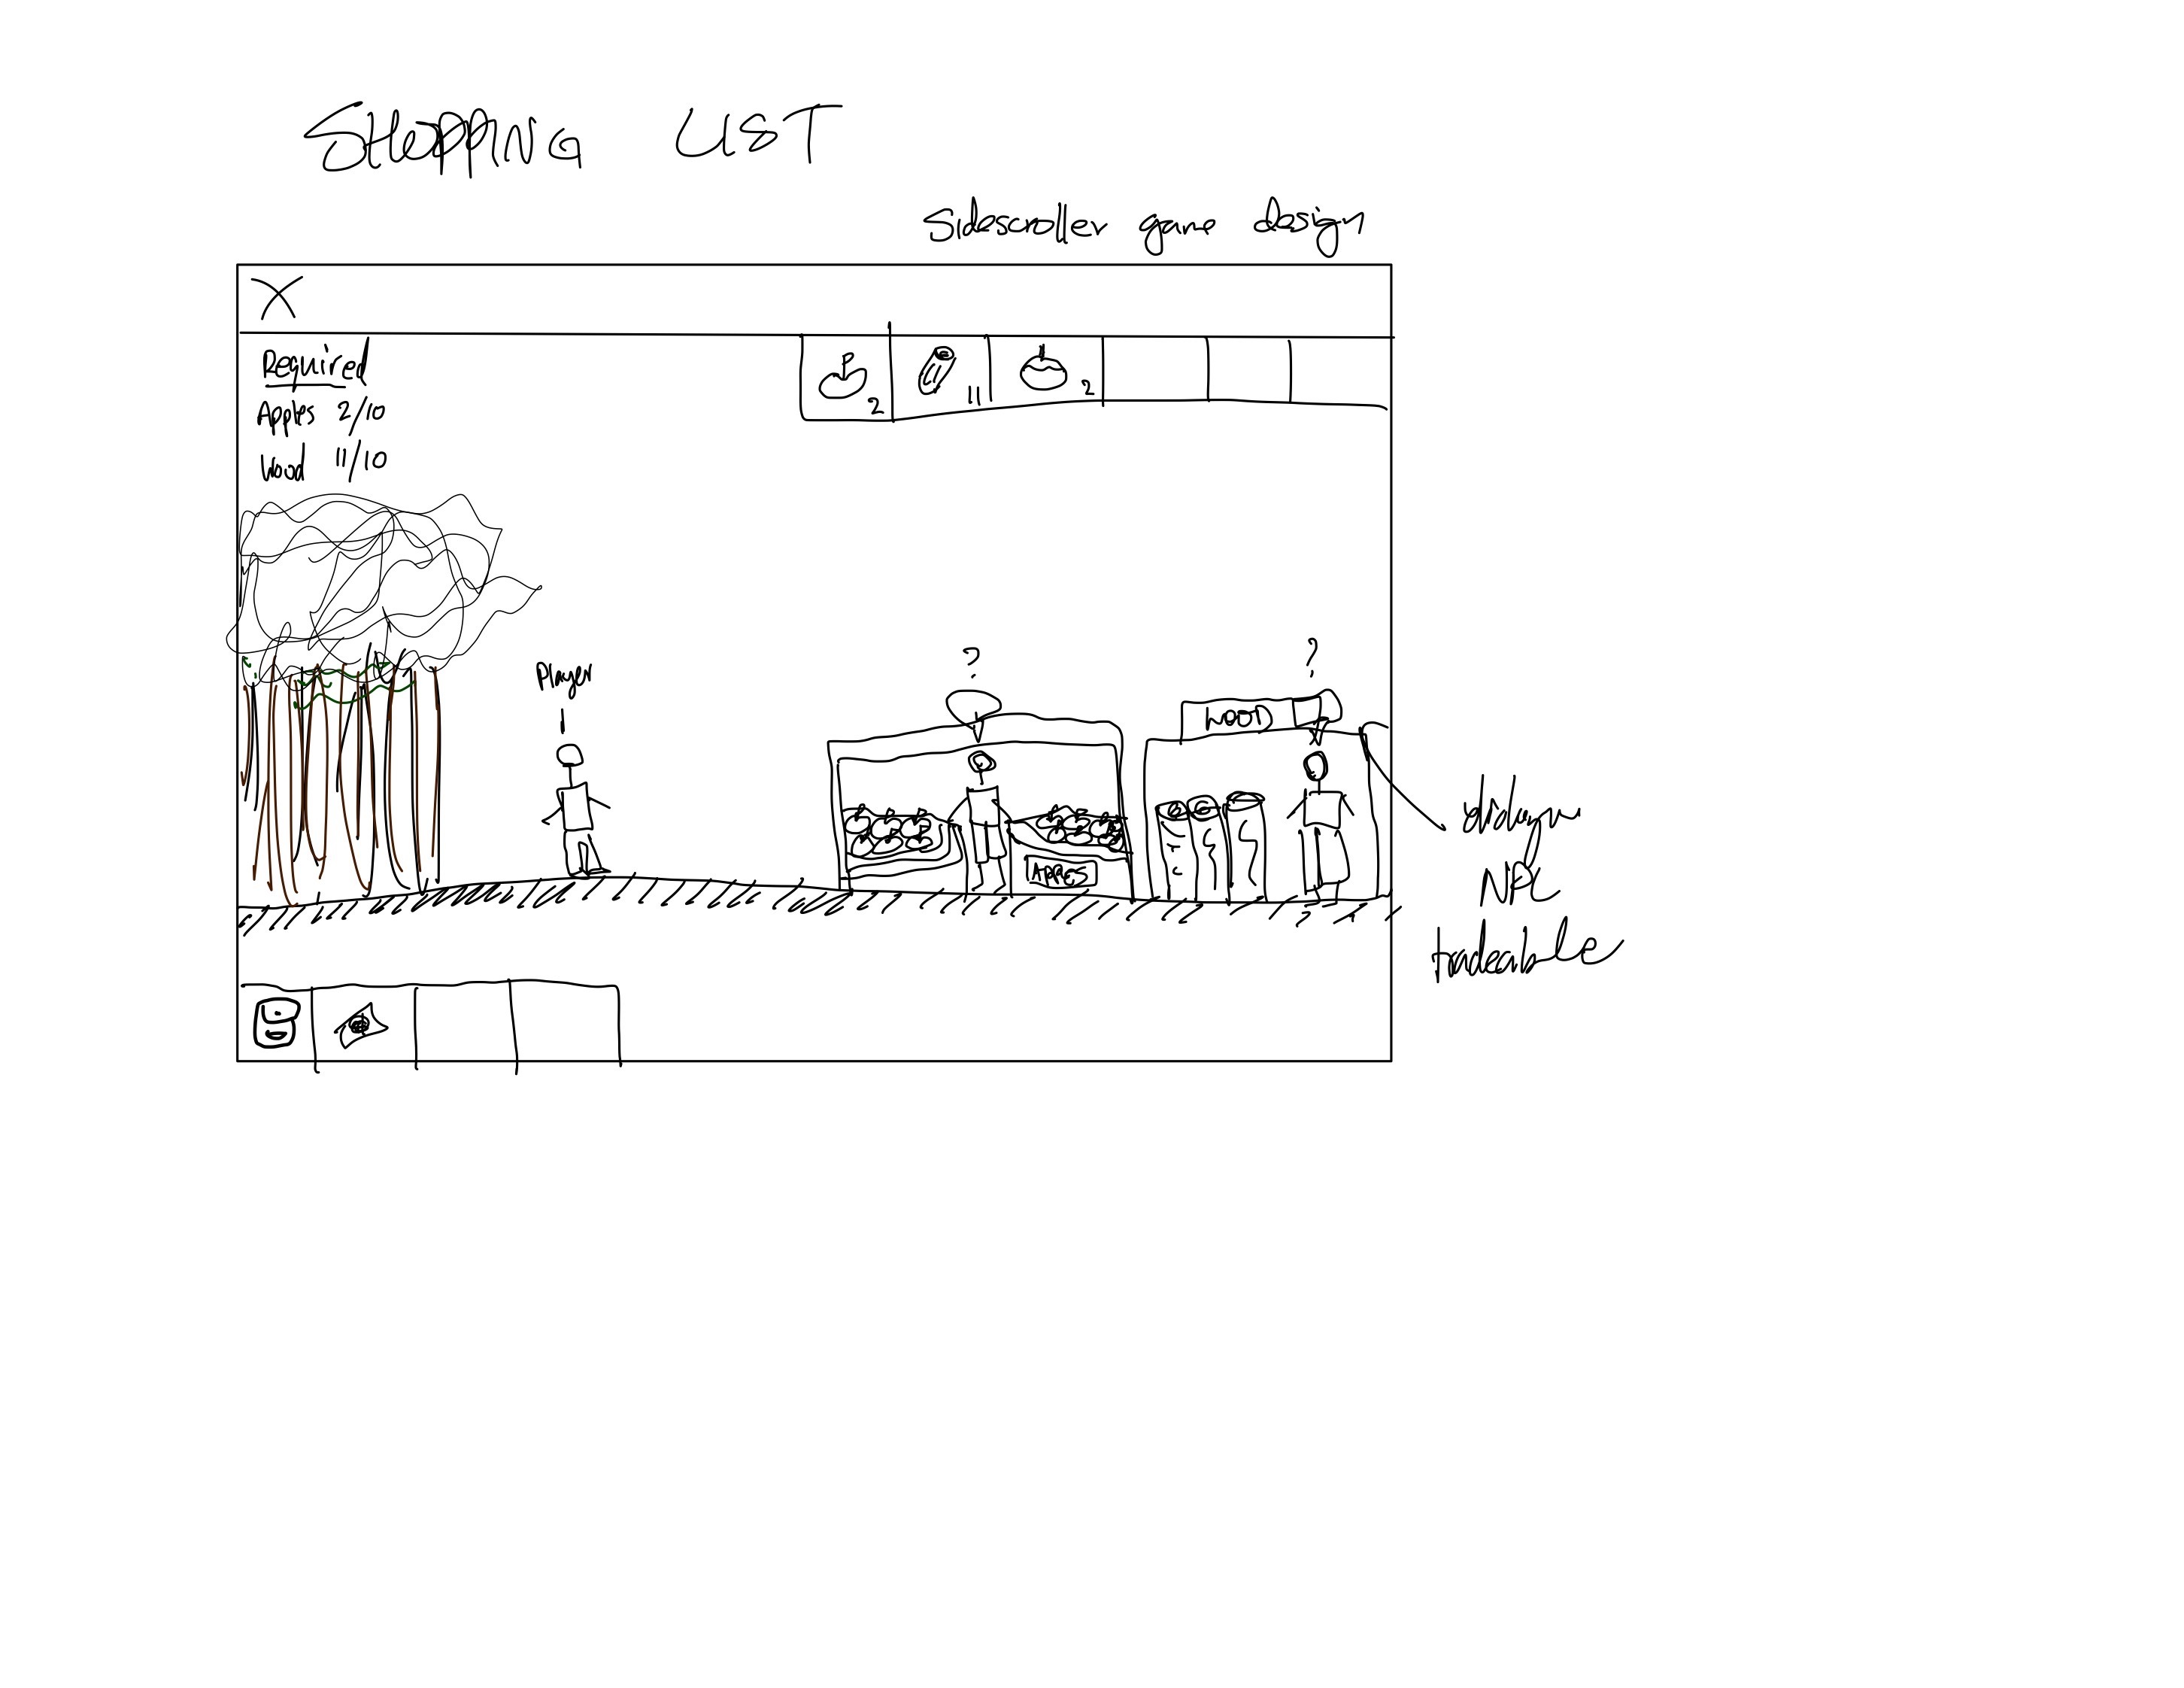 SHOPPING LIST
Sidescroller game design
X
Required
Apples 2/10
Wood 11/10
2
11
2
Player
?
?
WOOD
APPLES
NPC
tradeable